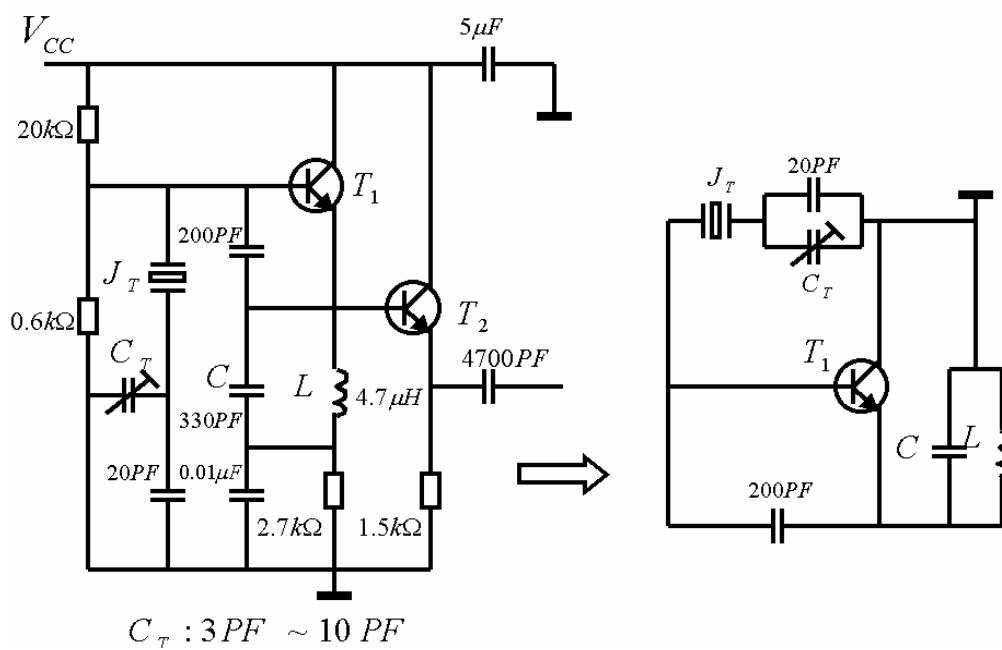 V_CC
5μF
20kΩ
T_1
200PF
J_T
0.6kΩ
C_T
T_2
4700PF
C
330PF
L
4.7μH
20PF
0.01μF
2.7kΩ
1.5kΩ
C_T : 3PF ~ 10 PF
J_T
20PF
C_T
T_1
C
L
200PF